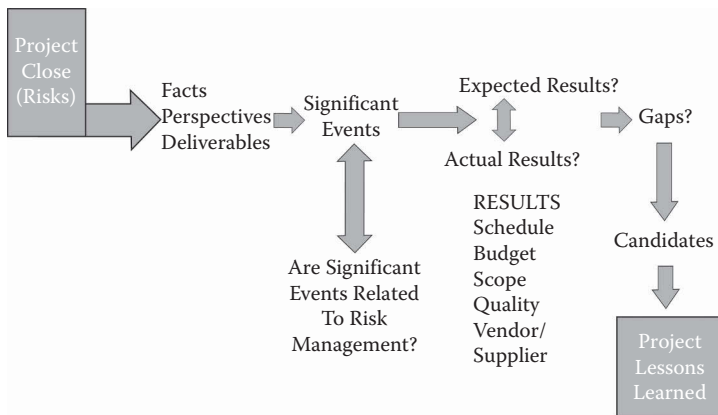 Project
Close
(Risks)
Facts
Perspectives
Deliverables
Significant
Events
Are Significant
Events Related
To Risk
Management?
Expected Results?
Actual Results?
RESULTS
Schedule
Budget
Scope
Quality
Vendor/
Supplier
Gaps?
Candidates
Project
Lessons
Learned